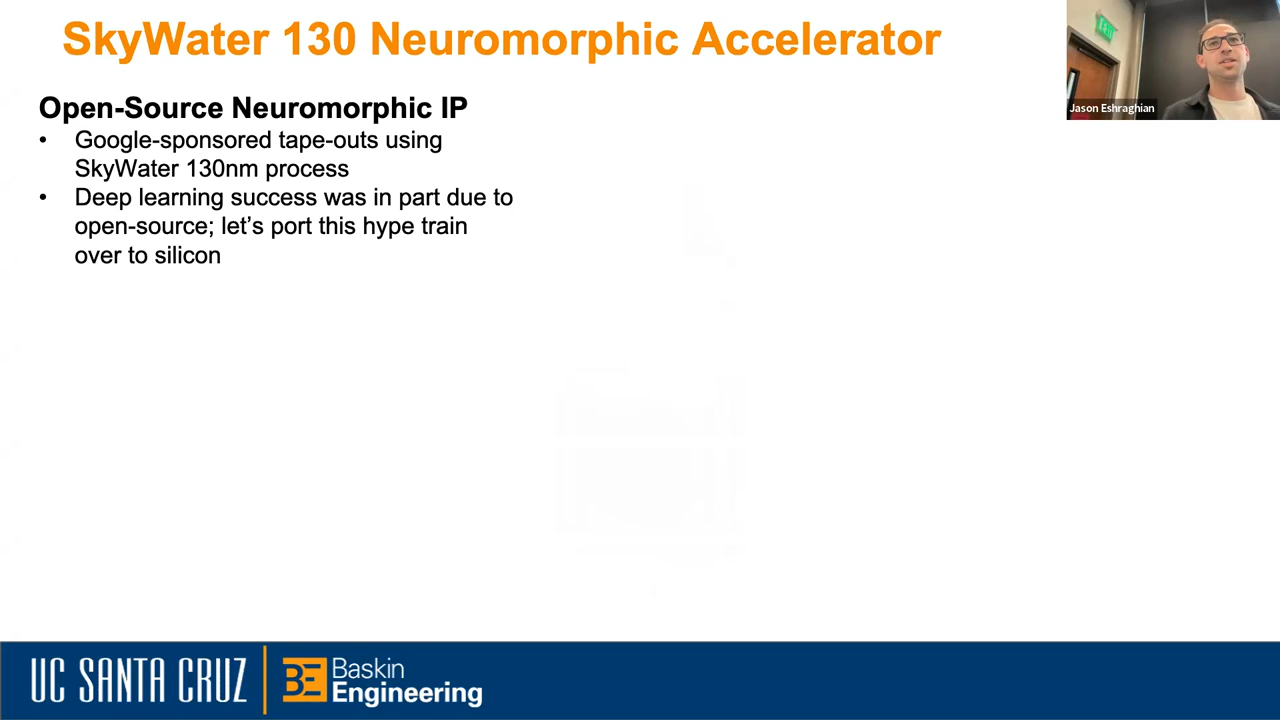 SkyWater 130 Neuromorphic Accelerator
Open-Source Neuromorphic IP
• Google-sponsored tape-outs using
SkyWater 130nm process
• Deep learning success was in part due to
open-source; let's port this hype train
over to silicon
EXIT
Jason Eshraghian
UC SANTA CRUZ
BE Baskin
Engineering